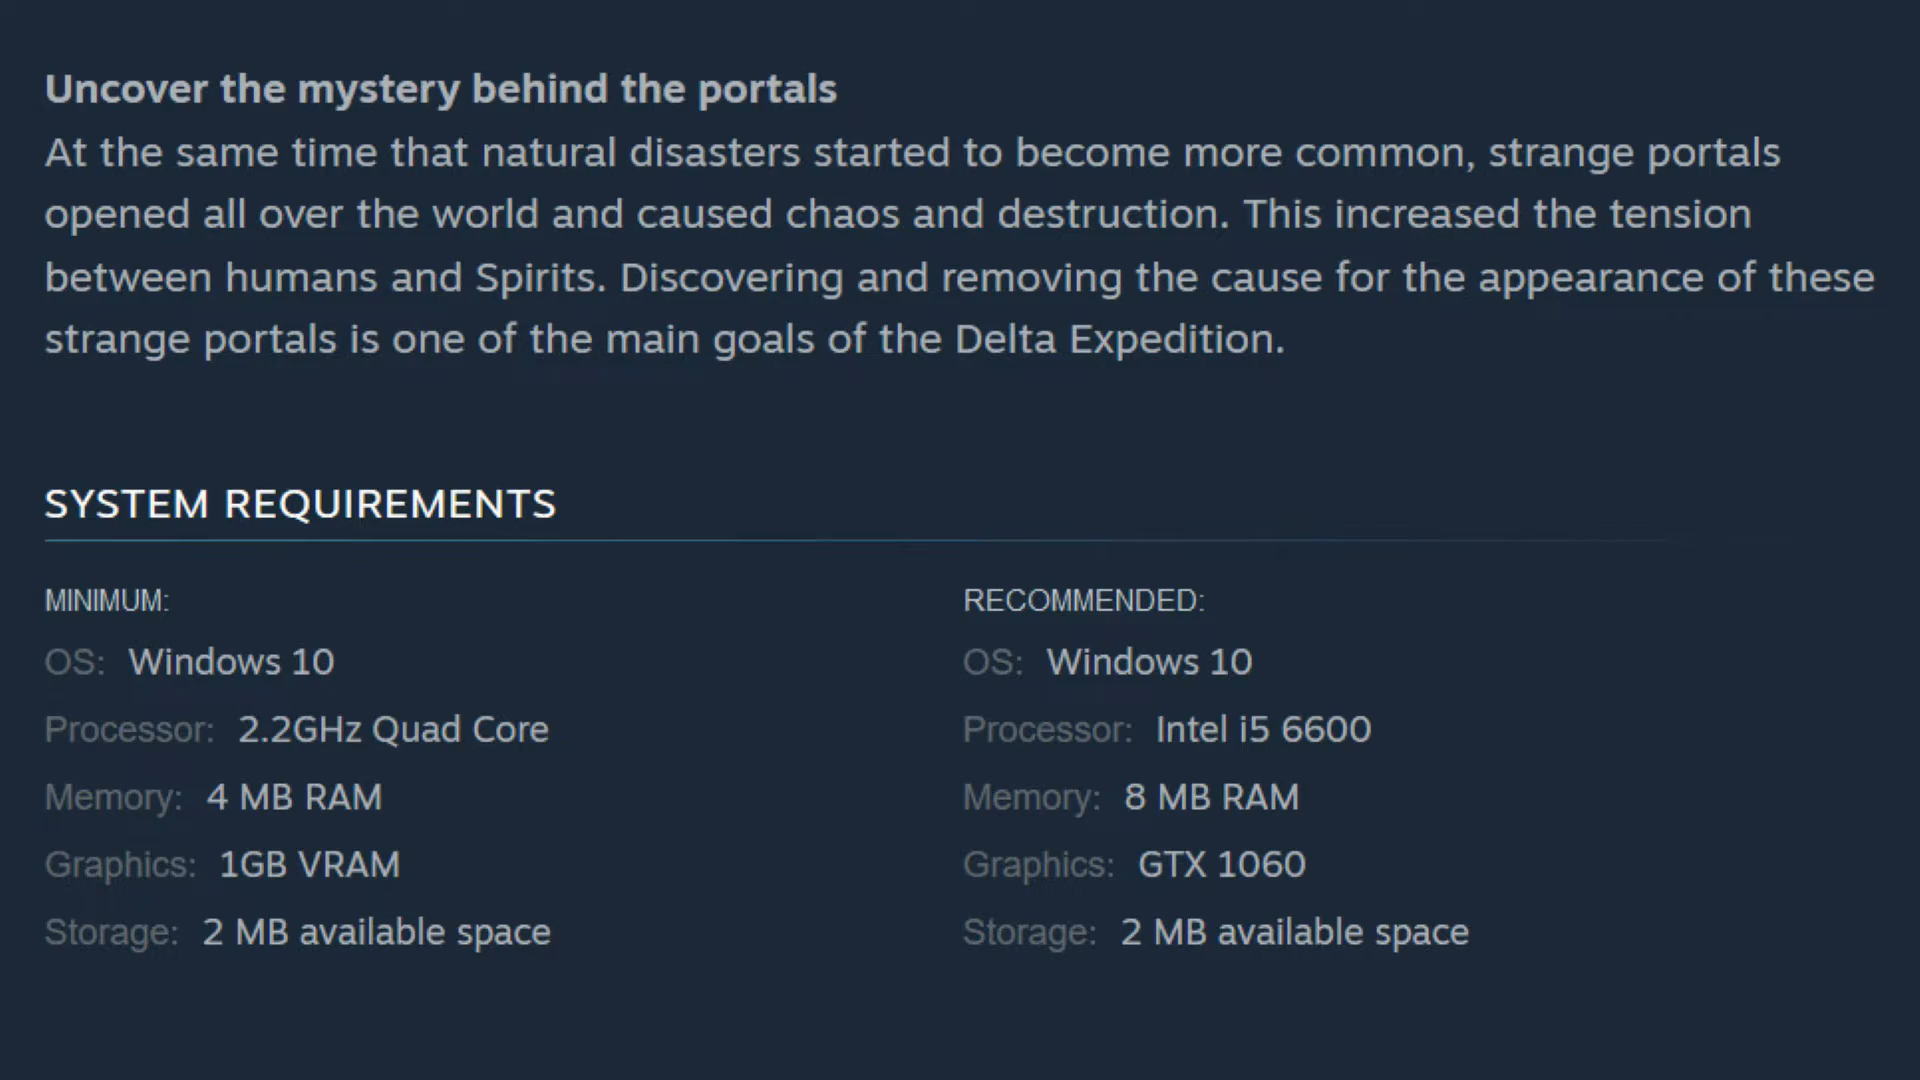 Uncover the mystery behind the portals
At the same time that natural disasters started to become more common, strange portals
opened all over the world and caused chaos and destruction. This increased the tension
between humans and Spirits. Discovering and removing the cause for the appearance of these
strange portals is one of the main goals of the Delta Expedition.
SYSTEM REQUIREMENTS
MINIMUM:
OS: Windows 10
Processor: 2.2GHz Quad Core
Memory: 4 MB RAM
Graphics: 1GB VRAM
Storage: 2 MB available space
RECOMMENDED:
OS: Windows 10
Processor: Intel i5 6600
Memory: 8 MB RAM
Graphics: GTX 1060
Storage: 2 MB available space